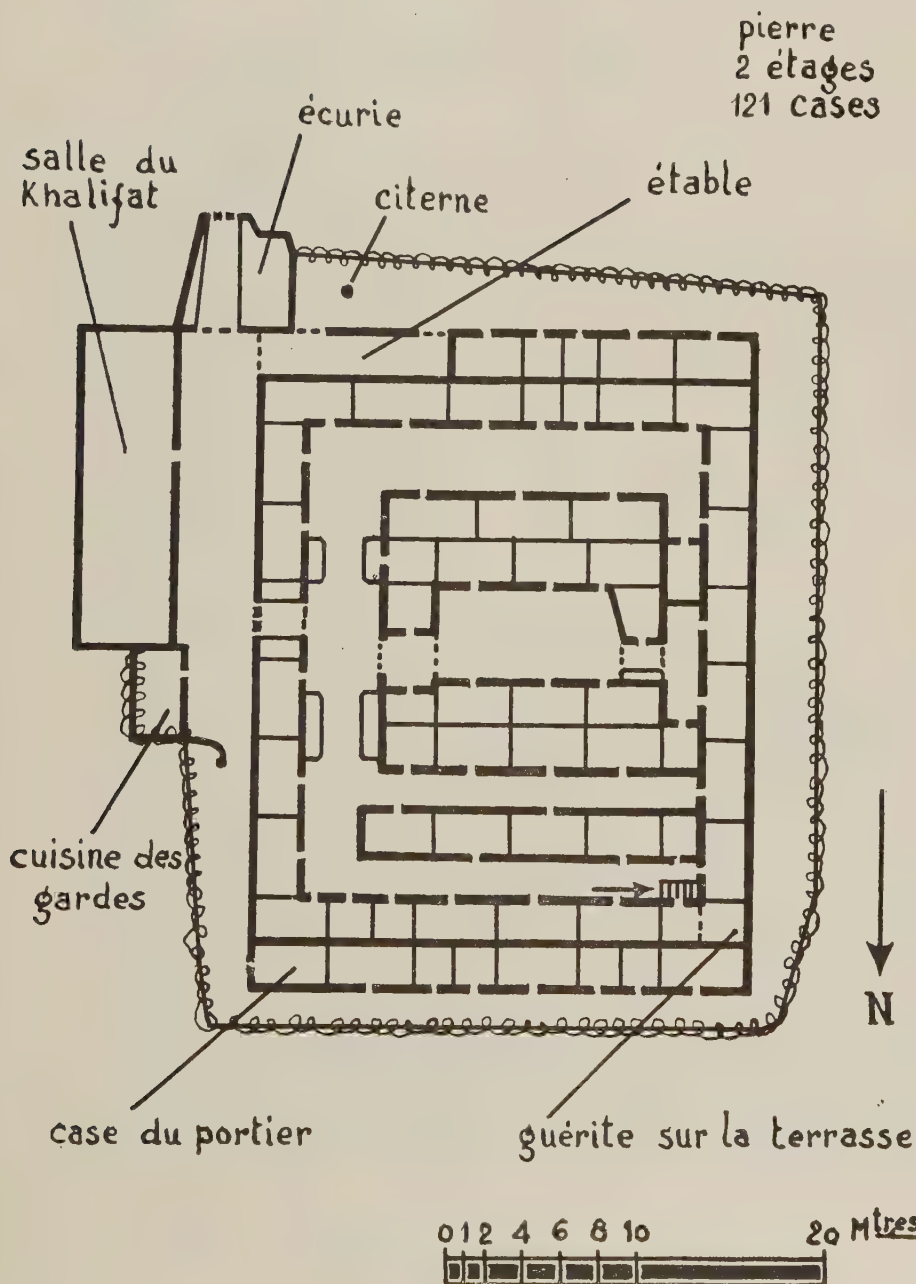 pierre
2 étages
121 cases
écurie
salle du
Khalifat
citerne
étable
cuisine des
gardes
N
case du portier
guérite sur la terrasse
0 1 2 4 6 8 10 20 Mtres